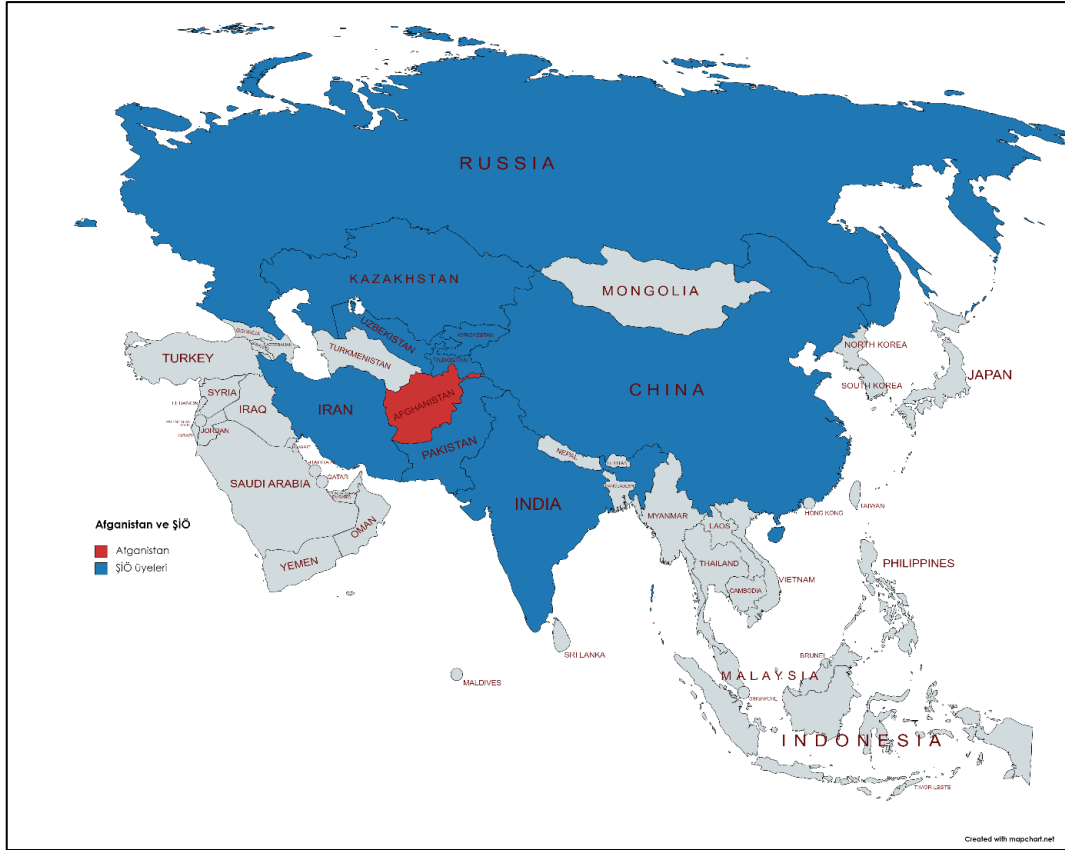 RUSSIA
KAZAKHSTAN
MONGOLIA
UZBEKISTAN
KYRGYZSTAN
GEORGIA
TURKMENISTAN
TAJIKISTAN
NORTH KOREA
TURKEY
SOUTH KOREA
JAPAN
CHINA
SYRIA
LEBANON
IRAQ
IRAN
AFGHANISTAN
JORDAN
ISRAEL
PAKISTAN
NEPAL
QATAR
SAUDI ARABIA
INDIA
BANGLADESH
MYANMAR
LAOS
HONG KONG
TAIWAN
OMAN
YEMEN
THAILAND
PHILIPPINES
CAMBODIA
VIETNAM
Afganistan ve ŞİÖ
Afganistan
ŞİÖ üyeleri
SRI LANKA
MALDIVES
BRUNEI
MALAYSIA
SINGAPORE
INDONESIA
TIMOR LESTE
Created with mapchart.net